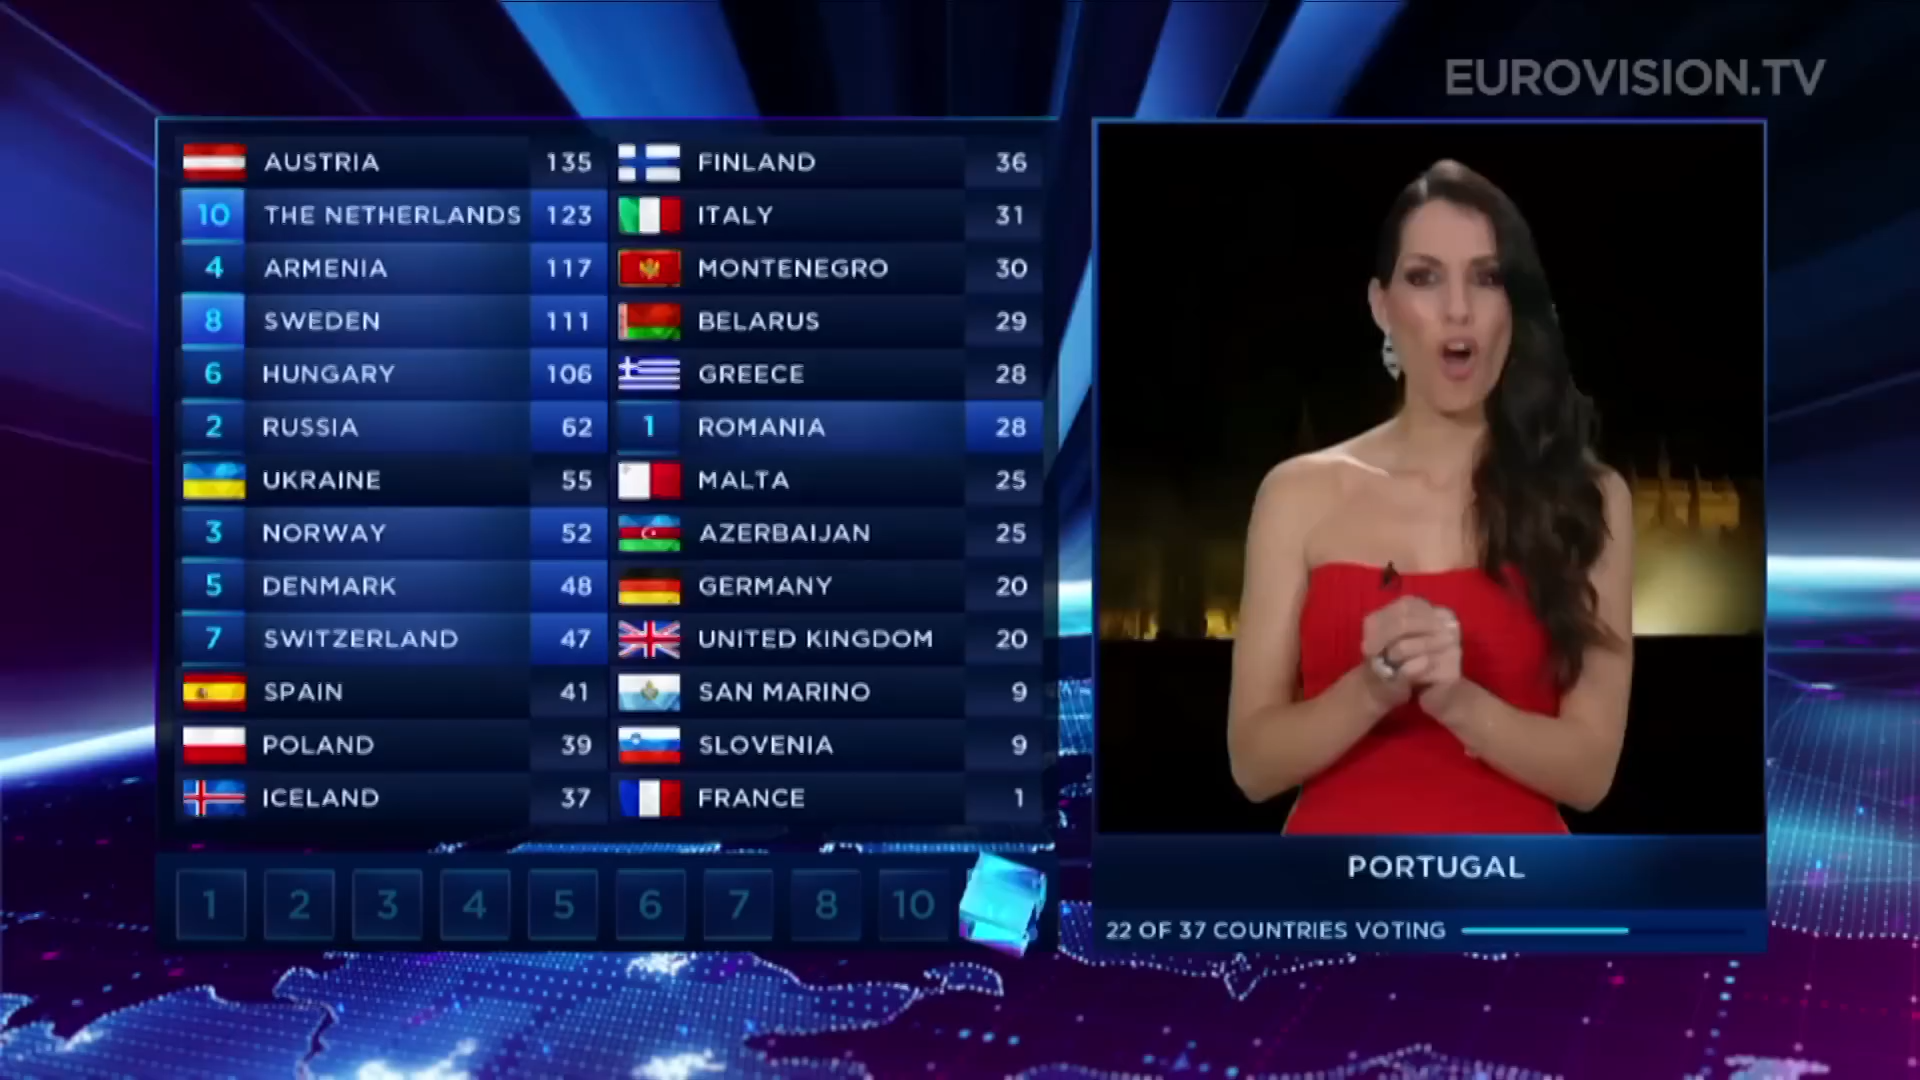 EUROVISION.TV
AUSTRIA 135
10 THE NETHERLANDS 123
4 ARMENIA 117
8 SWEDEN 111
6 HUNGARY 106
2 RUSSIA 62
UKRAINE 55
3 NORWAY 52
5 DENMARK 48
7 SWITZERLAND 47
SPAIN 41
POLAND 39
ICELAND 37
FINLAND 36
ITALY 31
MONTENEGRO 30
BELARUS 29
GREECE 28
1 ROMANIA 28
MALTA 25
AZERBAIJAN 25
GERMANY 20
UNITED KINGDOM 20
SAN MARINO 9
SLOVENIA 9
FRANCE 1
1 2 3 4 5 6 7 8 10
PORTUGAL
22 OF 37 COUNTRIES VOTING